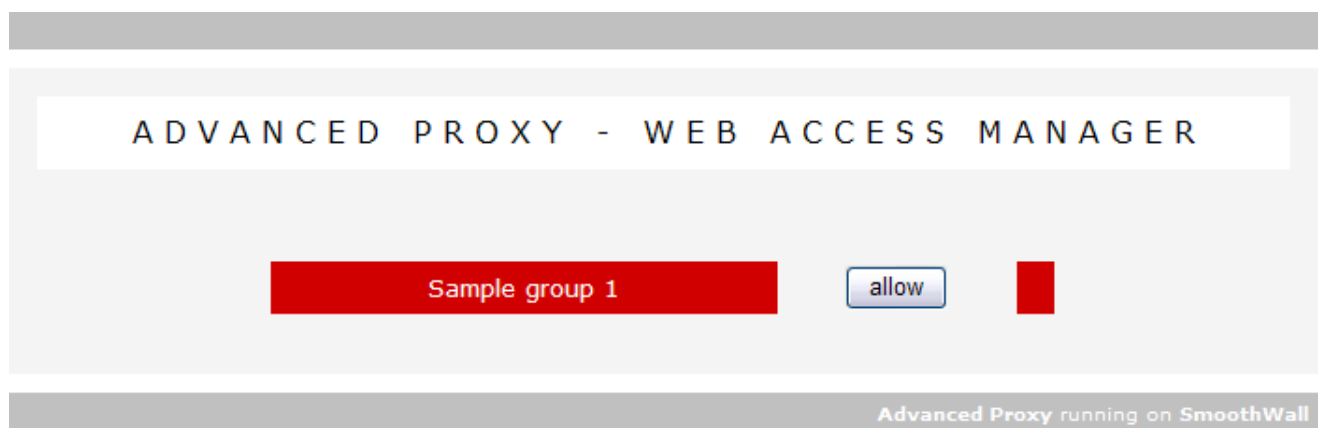 ADVANCED PROXY - WEB ACCESS MANAGER
Sample group 1
allow
Advanced Proxy running on SmoothWall